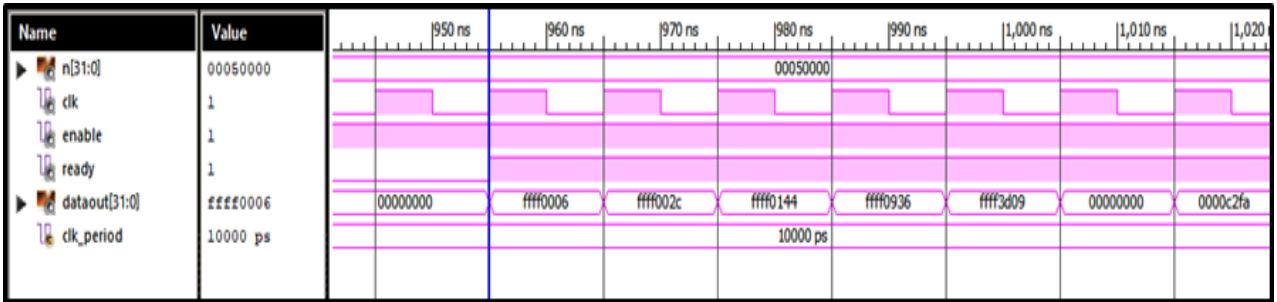 Name Value |950 ns |960 ns |970 ns |980 ns |990 ns |1,000 ns |1,010 ns |1,020
n[31:0] 00050000 00050000
clk 1
enable 1
ready 1
dataout[31:0] ffff0006 00000000 ffff0006 ffff002c ffff0144 ffff0936 ffff3d09 00000000 0000c2fa
clk_period 10000 ps 10000 ps